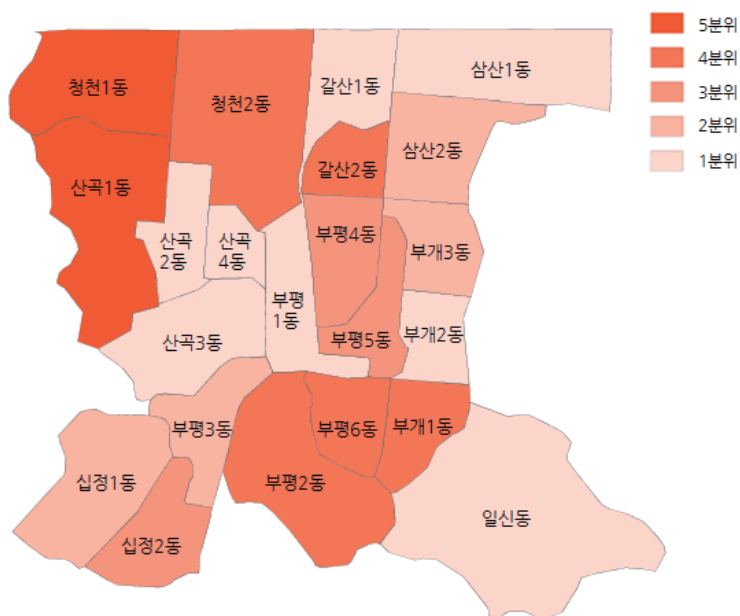 5분위
4분위
3분위
2분위
1분위
청천1동
청천2동
갈산1동
삼산1동
산곡1동
갈산2동
삼산2동
산곡
2동
산곡
4동
부평4동
부개3동
부평
1동
산곡3동
부평5동
부개2동
부평3동
부평6동
부개1동
십정1동
부평2동
십정2동
일신동